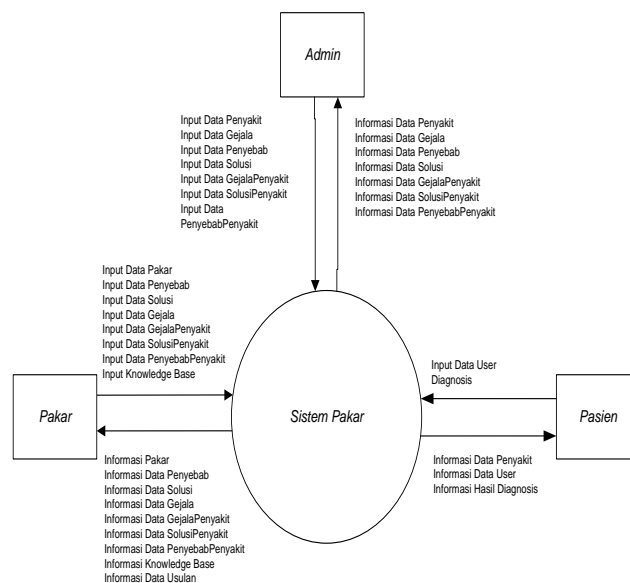 Admin
Input Data Penyakit
Input Data Gejala
Input Data Penyebab
Input Data Solusi
Input Data GejalaPenyakit
Input Data SolusiPenyakit
Input Data
PenyebabPenyakit
Informasi Data Penyakit
Informasi Data Gejala
Informasi Data Penyebab
Informasi Data Solusi
Informasi Data GejalaPenyakit
Informasi Data SolusiPenyakit
Informasi Data PenyebabPenyakit
Input Data Pakar
Input Data Penyebab
Input Data Solusi
Input Data Gejala
Input Data GejalaPenyakit
Input Data SolusiPenyakit
Input Data PenyebabPenyakit
Input Knowledge Base
Input Data User
Diagnosis
Pakar
Sistem Pakar
Pasien
Informasi Pakar
Informasi Data Penyebab
Informasi Data Solusi
Informasi Data Gejala
Informasi Data GejalaPenyakit
Informasi Data SolusiPenyakit
Informasi Data PenyebabPenyakit
Informasi Knowledge Base
Informasi Data Usulan
Informasi Data Penyakit
Informasi Data User
Informasi Hasil Diagnosis